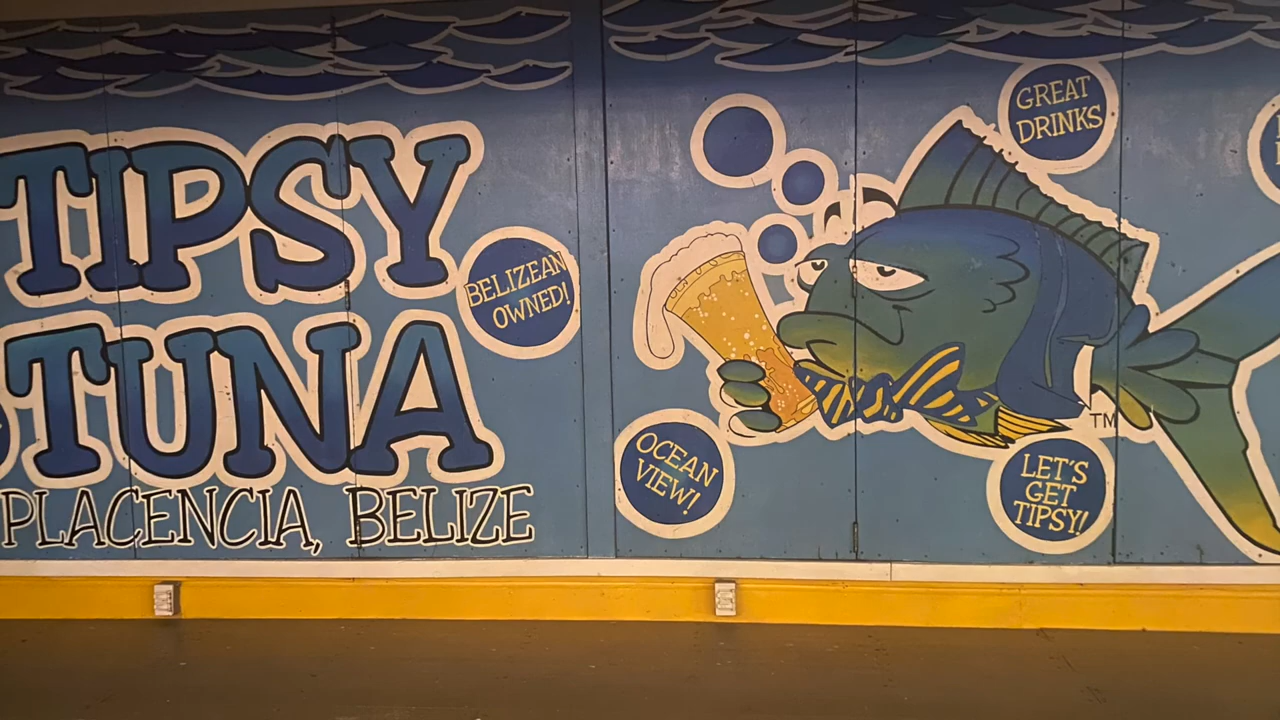 TIPSY
TUNA
PLACENCIA, BELIZE
BELIZEAN
OWNED!
GREAT
DRINKS
OCEAN
VIEW!
LET'S
GET
TIPSY!
TM